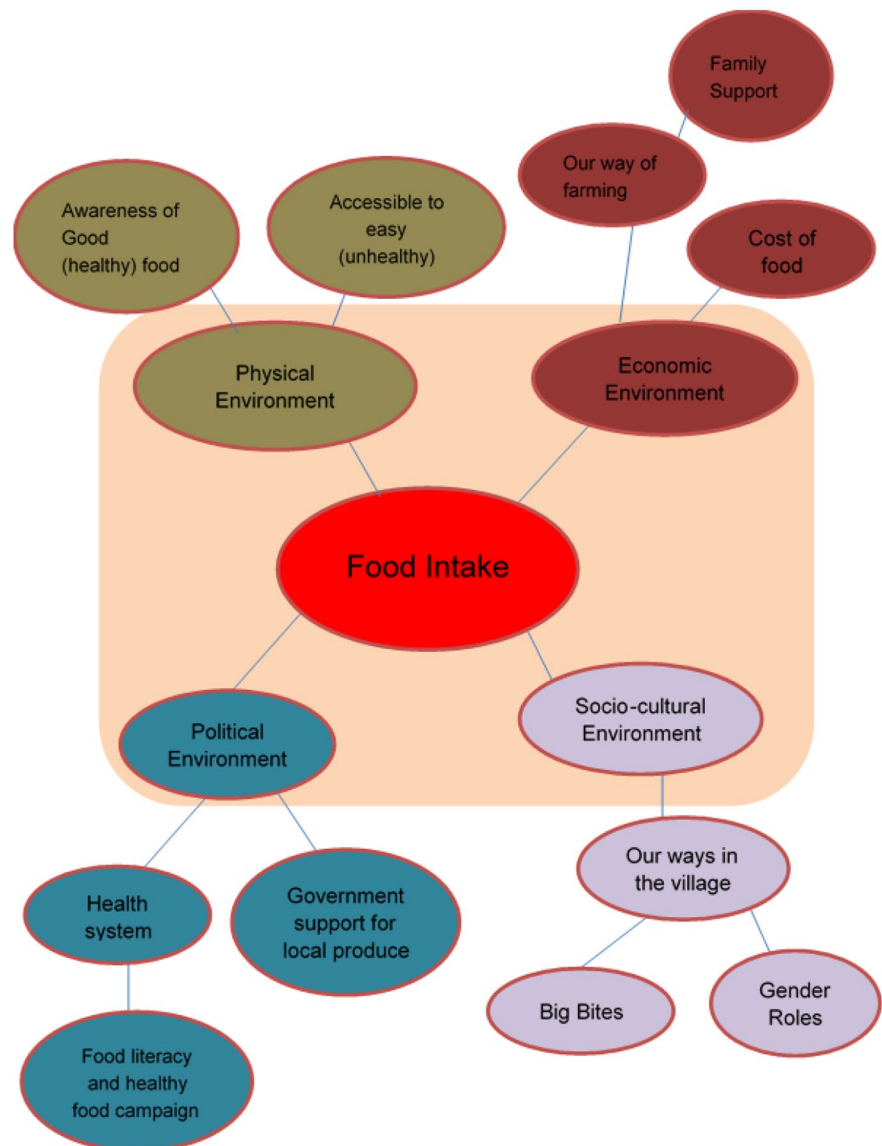 Family
Support
Our way of
farming
Awareness of
Good
(healthy) food
Accessible to
easy
(unhealthy)
Cost of
food
Physical
Environment
Economic
Environment
Food Intake
Socio-cultural
Environment
Political
Environment
Our ways in
the village
Health
system
Government
support for
local produce
Big Bites
Gender
Roles
Food literacy
and healthy
food campaign